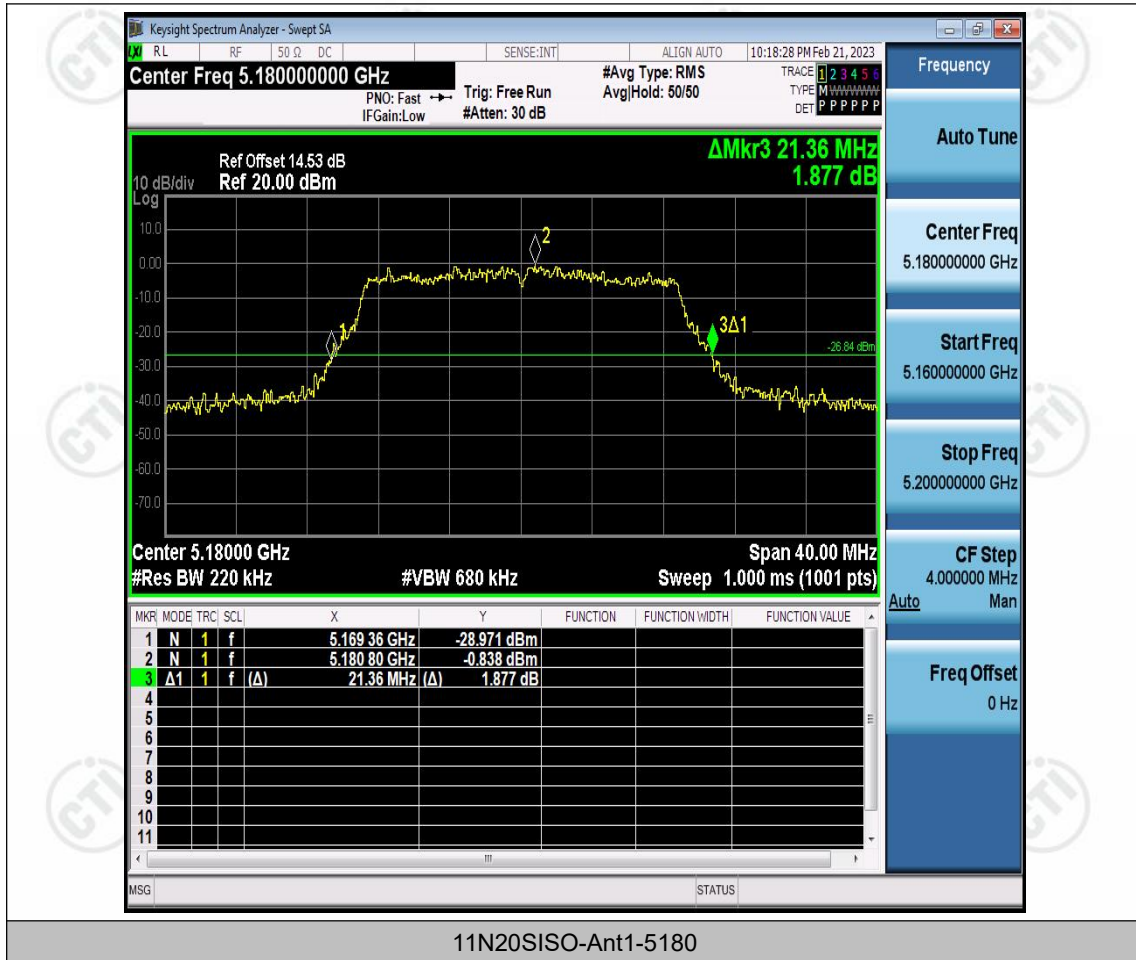 Keysight Spectrum Analyzer - Swept SA
LXI RL RF 50 Ω DC SENSE:INT ALIGN AUTO 10:18:28 PM Feb 21, 2023
Center Freq 5.180000000 GHz
PNO: Fast
IFGain:Low
Trig: Free Run
#Atten: 30 dB
#Avg Type: RMS
Avg|Hold: 50/50
TRACE 1 2 3 4 5 6
TYPE M WWWWW
DET P P P P P P
ΔMkr3 21.36 MHz
1.877 dB
Ref Offset 14.53 dB
10 dB/div Ref 20.00 dBm
Log
10.0
0.00
-10.0
-20.0
-30.0
-40.0
-50.0
-60.0
-70.0
2
1
3Δ1
-26.84 dBm
Center 5.18000 GHz Span 40.00 MHz
#Res BW 220 kHz #VBW 680 kHz Sweep 1.000 ms (1001 pts)
MKR MODE TRC SCL X Y FUNCTION FUNCTION WIDTH FUNCTION VALUE
1 N 1 f 5.169 36 GHz -28.971 dBm
2 N 1 f 5.180 80 GHz -0.838 dBm
3 Δ1 1 f (Δ) 21.36 MHz (Δ) 1.877 dB
4
5
6
7
8
9
10
11
MSG STATUS
Frequency
Auto Tune
Center Freq
5.180000000 GHz
Start Freq
5.160000000 GHz
Stop Freq
5.200000000 GHz
CF Step
4.000000 MHz
Auto Man
Freq Offset
0 Hz
CTI
CTI
CTI
CTI
CTI
CTI
11N20SISO-Ant1-5180